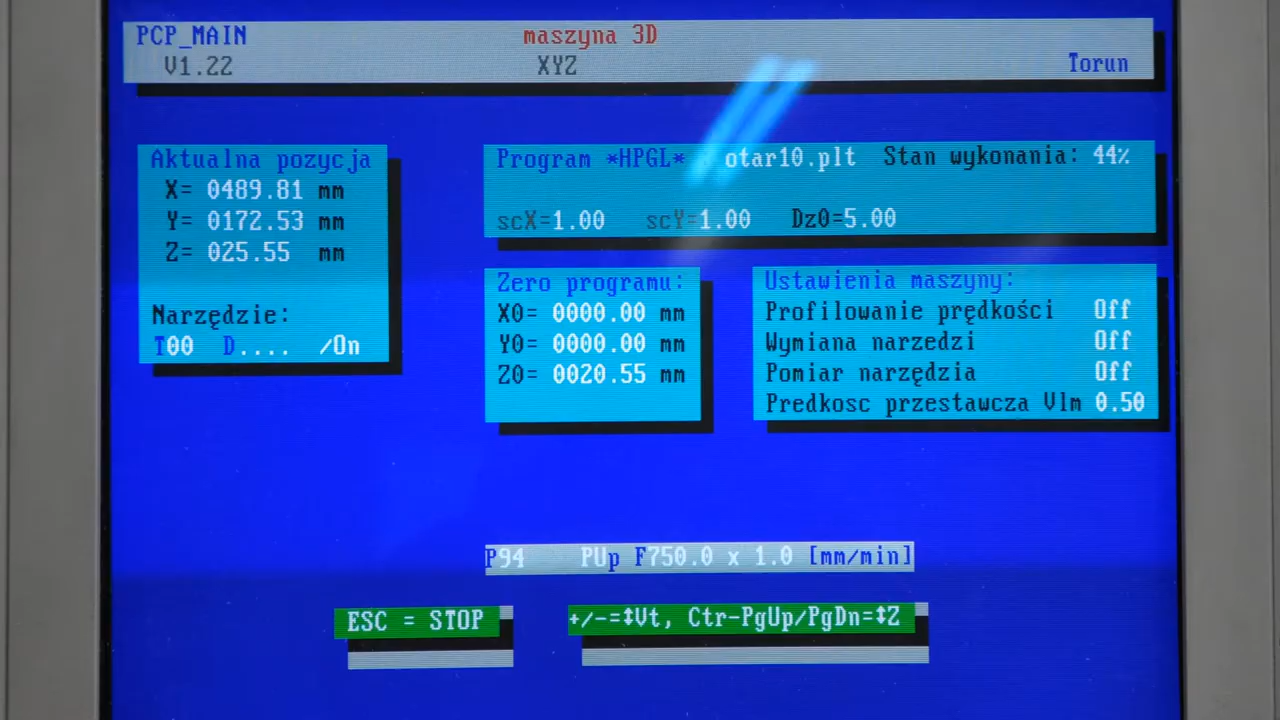 PCP_MAIN maszyna 3D
V1.22 XYZ Torun
Aktualna pozycja
X= 0489.81 mm
Y= 0172.53 mm
Z= 025.55 mm
Narzędzie:
T00 D.... /On
Program *HPGL* otar10.plt Stan wykonania: 44%
scX=1.00 scY=1.00 Dz0=5.00
Zero programu:
X0= 0000.00 mm
Y0= 0000.00 mm
Z0= 0020.55 mm
Ustawienia maszyny:
Profilowanie prędkości Off
Wymiana narzedzi Off
Pomiar narzędzia Off
Predkosc przestawcza Vlm 0.50
P94 PUp F750.0 x 1.0 [mm/min]
ESC = STOP
+/-=↕Vt, Ctr-PgUp/PgDn=↕Z